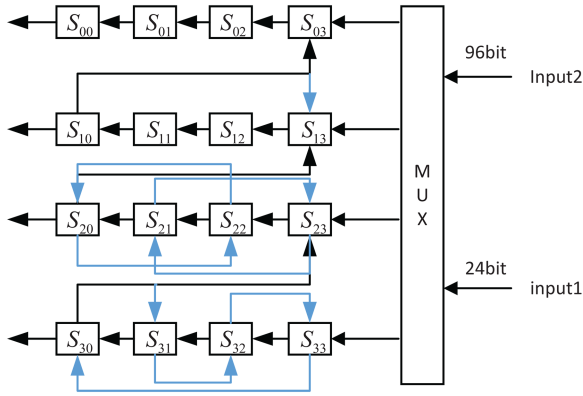 S00 S01 S02 S03
96bit
Input2
S10 S11 S12 S13
M
U
X
S20 S21 S22 S23
24bit
input1
S30 S31 S32 S33